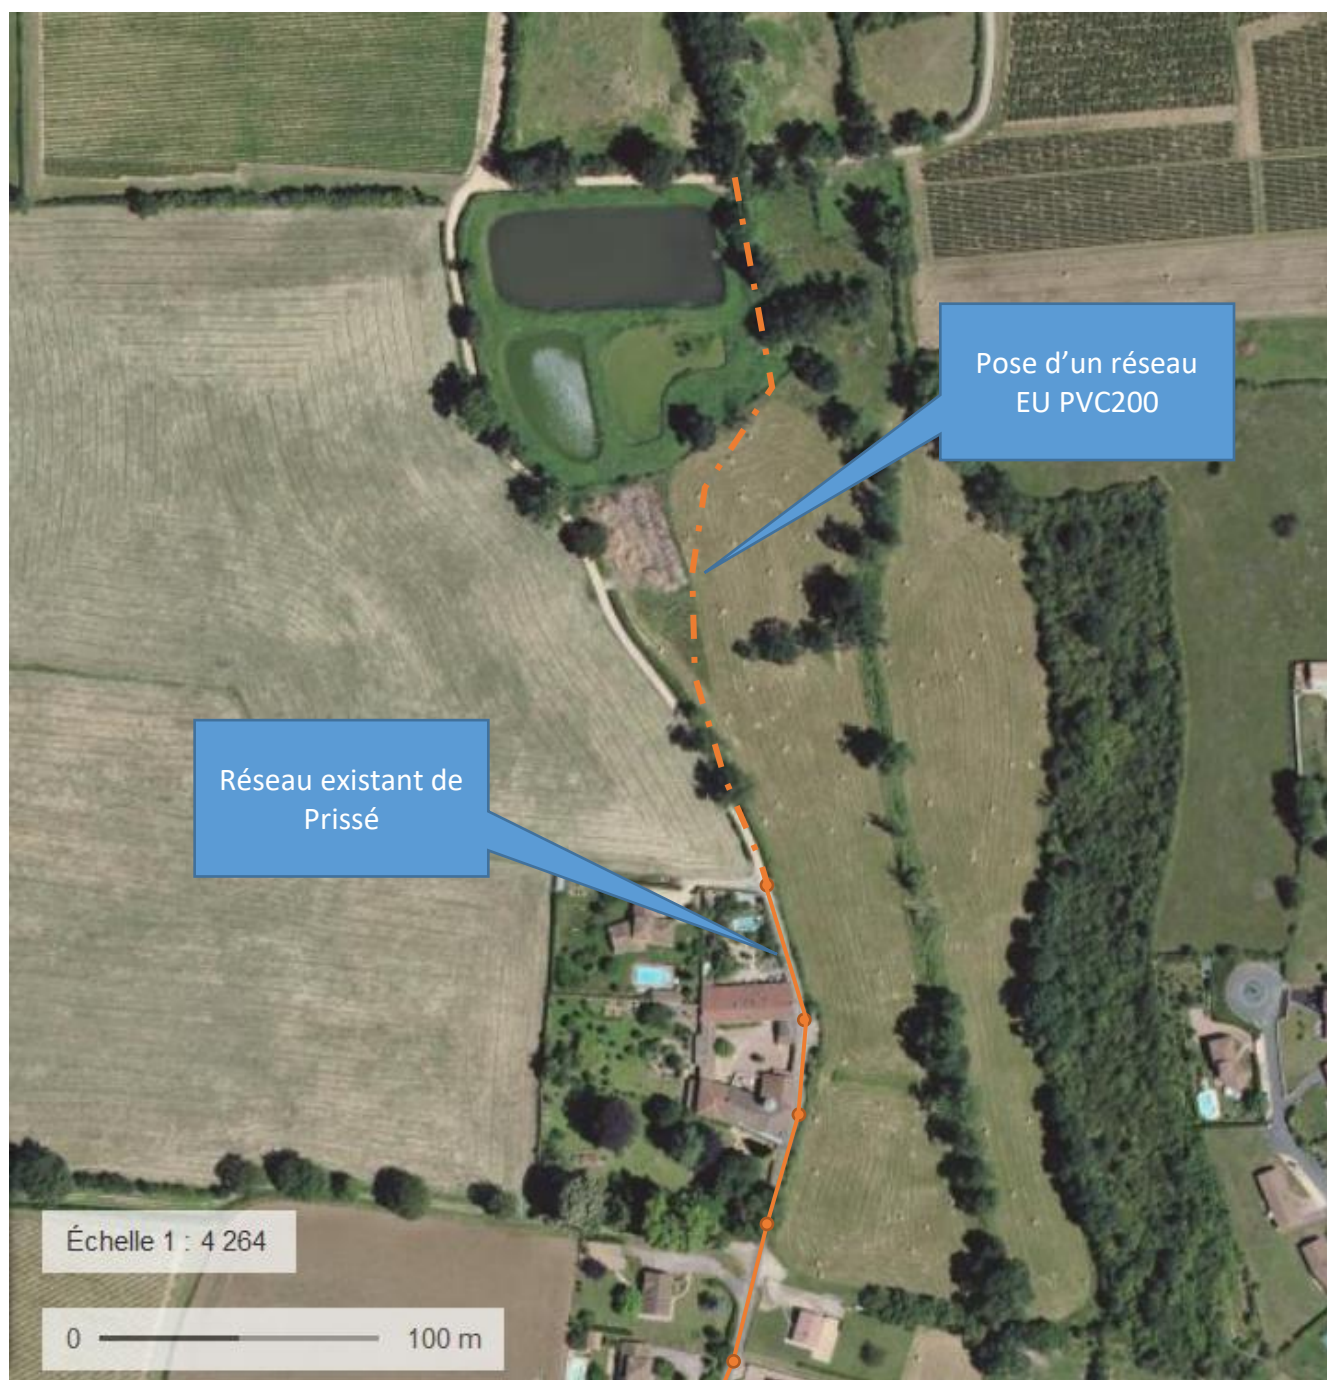 Pose d’un réseau
EU PVC200
Réseau existant de
Prissé
Échelle 1 : 4 264
0 100 m